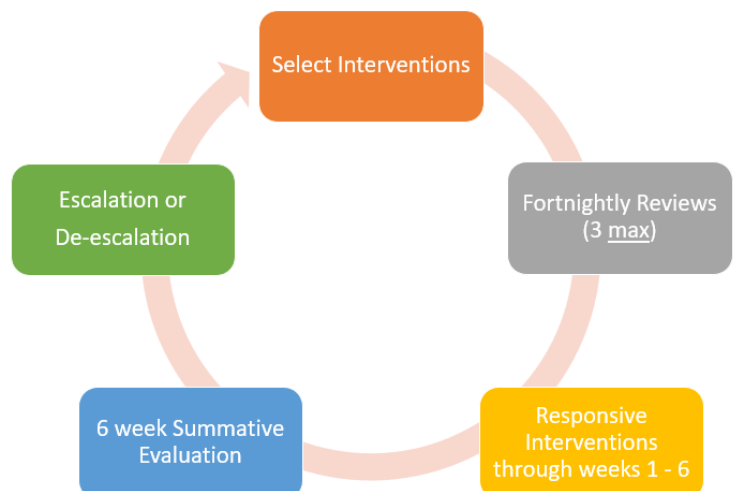 Select Interventions
Fortnightly Reviews
(3 max)
Responsive
Interventions
through weeks 1 - 6
6 week Summative
Evaluation
Escalation or
De-escalation